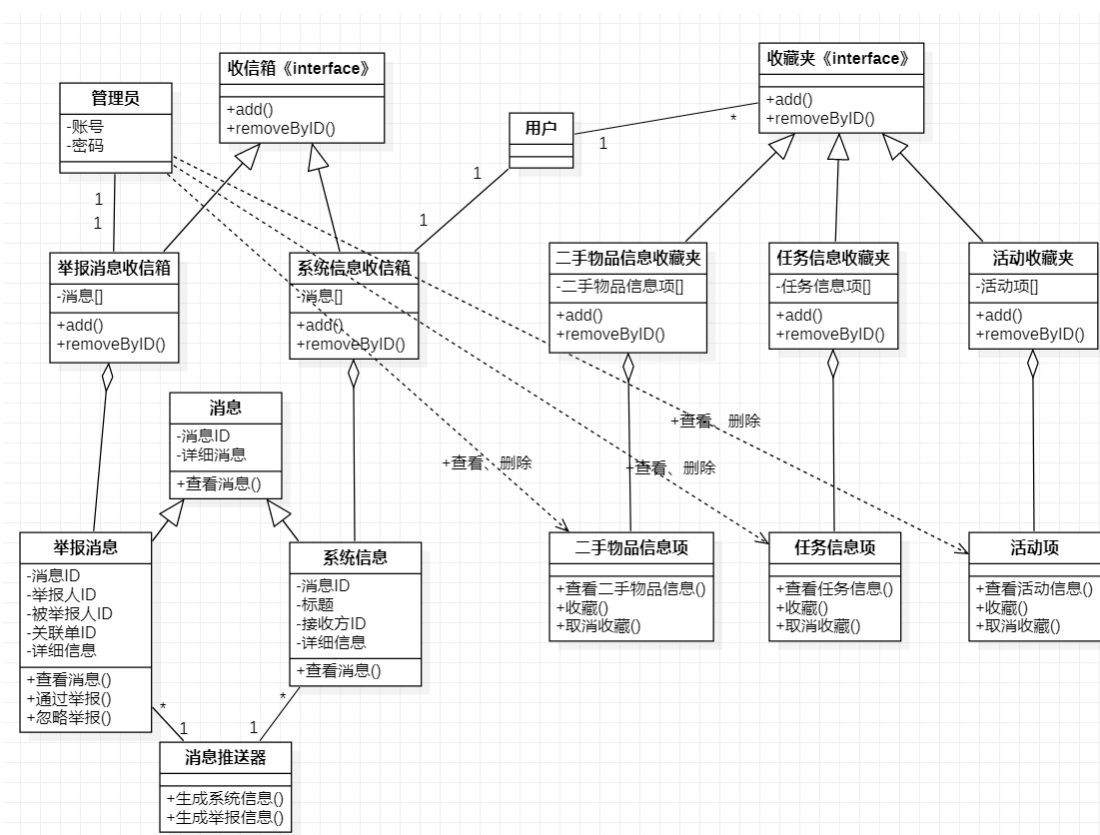 管理员
-账号
-密码
收信箱《interface》
+add()
+removeByID()
用户
收藏夹《interface》
+add()
+removeByID()
1
*
1
1
1
1
1
举报消息收信箱
-消息[]
+add()
+removeByID()
系统信息收信箱
-消息[]
+add()
+removeByID()
二手物品信息收藏夹
-二手物品信息项[]
+add()
+removeByID()
任务信息收藏夹
-任务信息项[]
+add()
+removeByID()
活动收藏夹
-活动项[]
+add()
+removeByID()
消息
-消息ID
-详细消息
+查看消息()
+查看、删除
+查看、删除
+查看、删除
举报消息
-消息ID
-举报人ID
-被举报人ID
-关联单ID
-详细信息
+查看消息()
+通过举报()
+忽略举报()
系统信息
-消息ID
-标题
-接收方ID
-详细信息
+查看消息()
二手物品信息项
+查看二手物品信息()
+收藏()
+取消收藏()
任务信息项
+查看任务信息()
+收藏()
+取消收藏()
活动项
+查看活动信息()
+收藏()
+取消收藏()
*
1
*
1
消息推送器
+生成系统信息()
+生成举报信息()